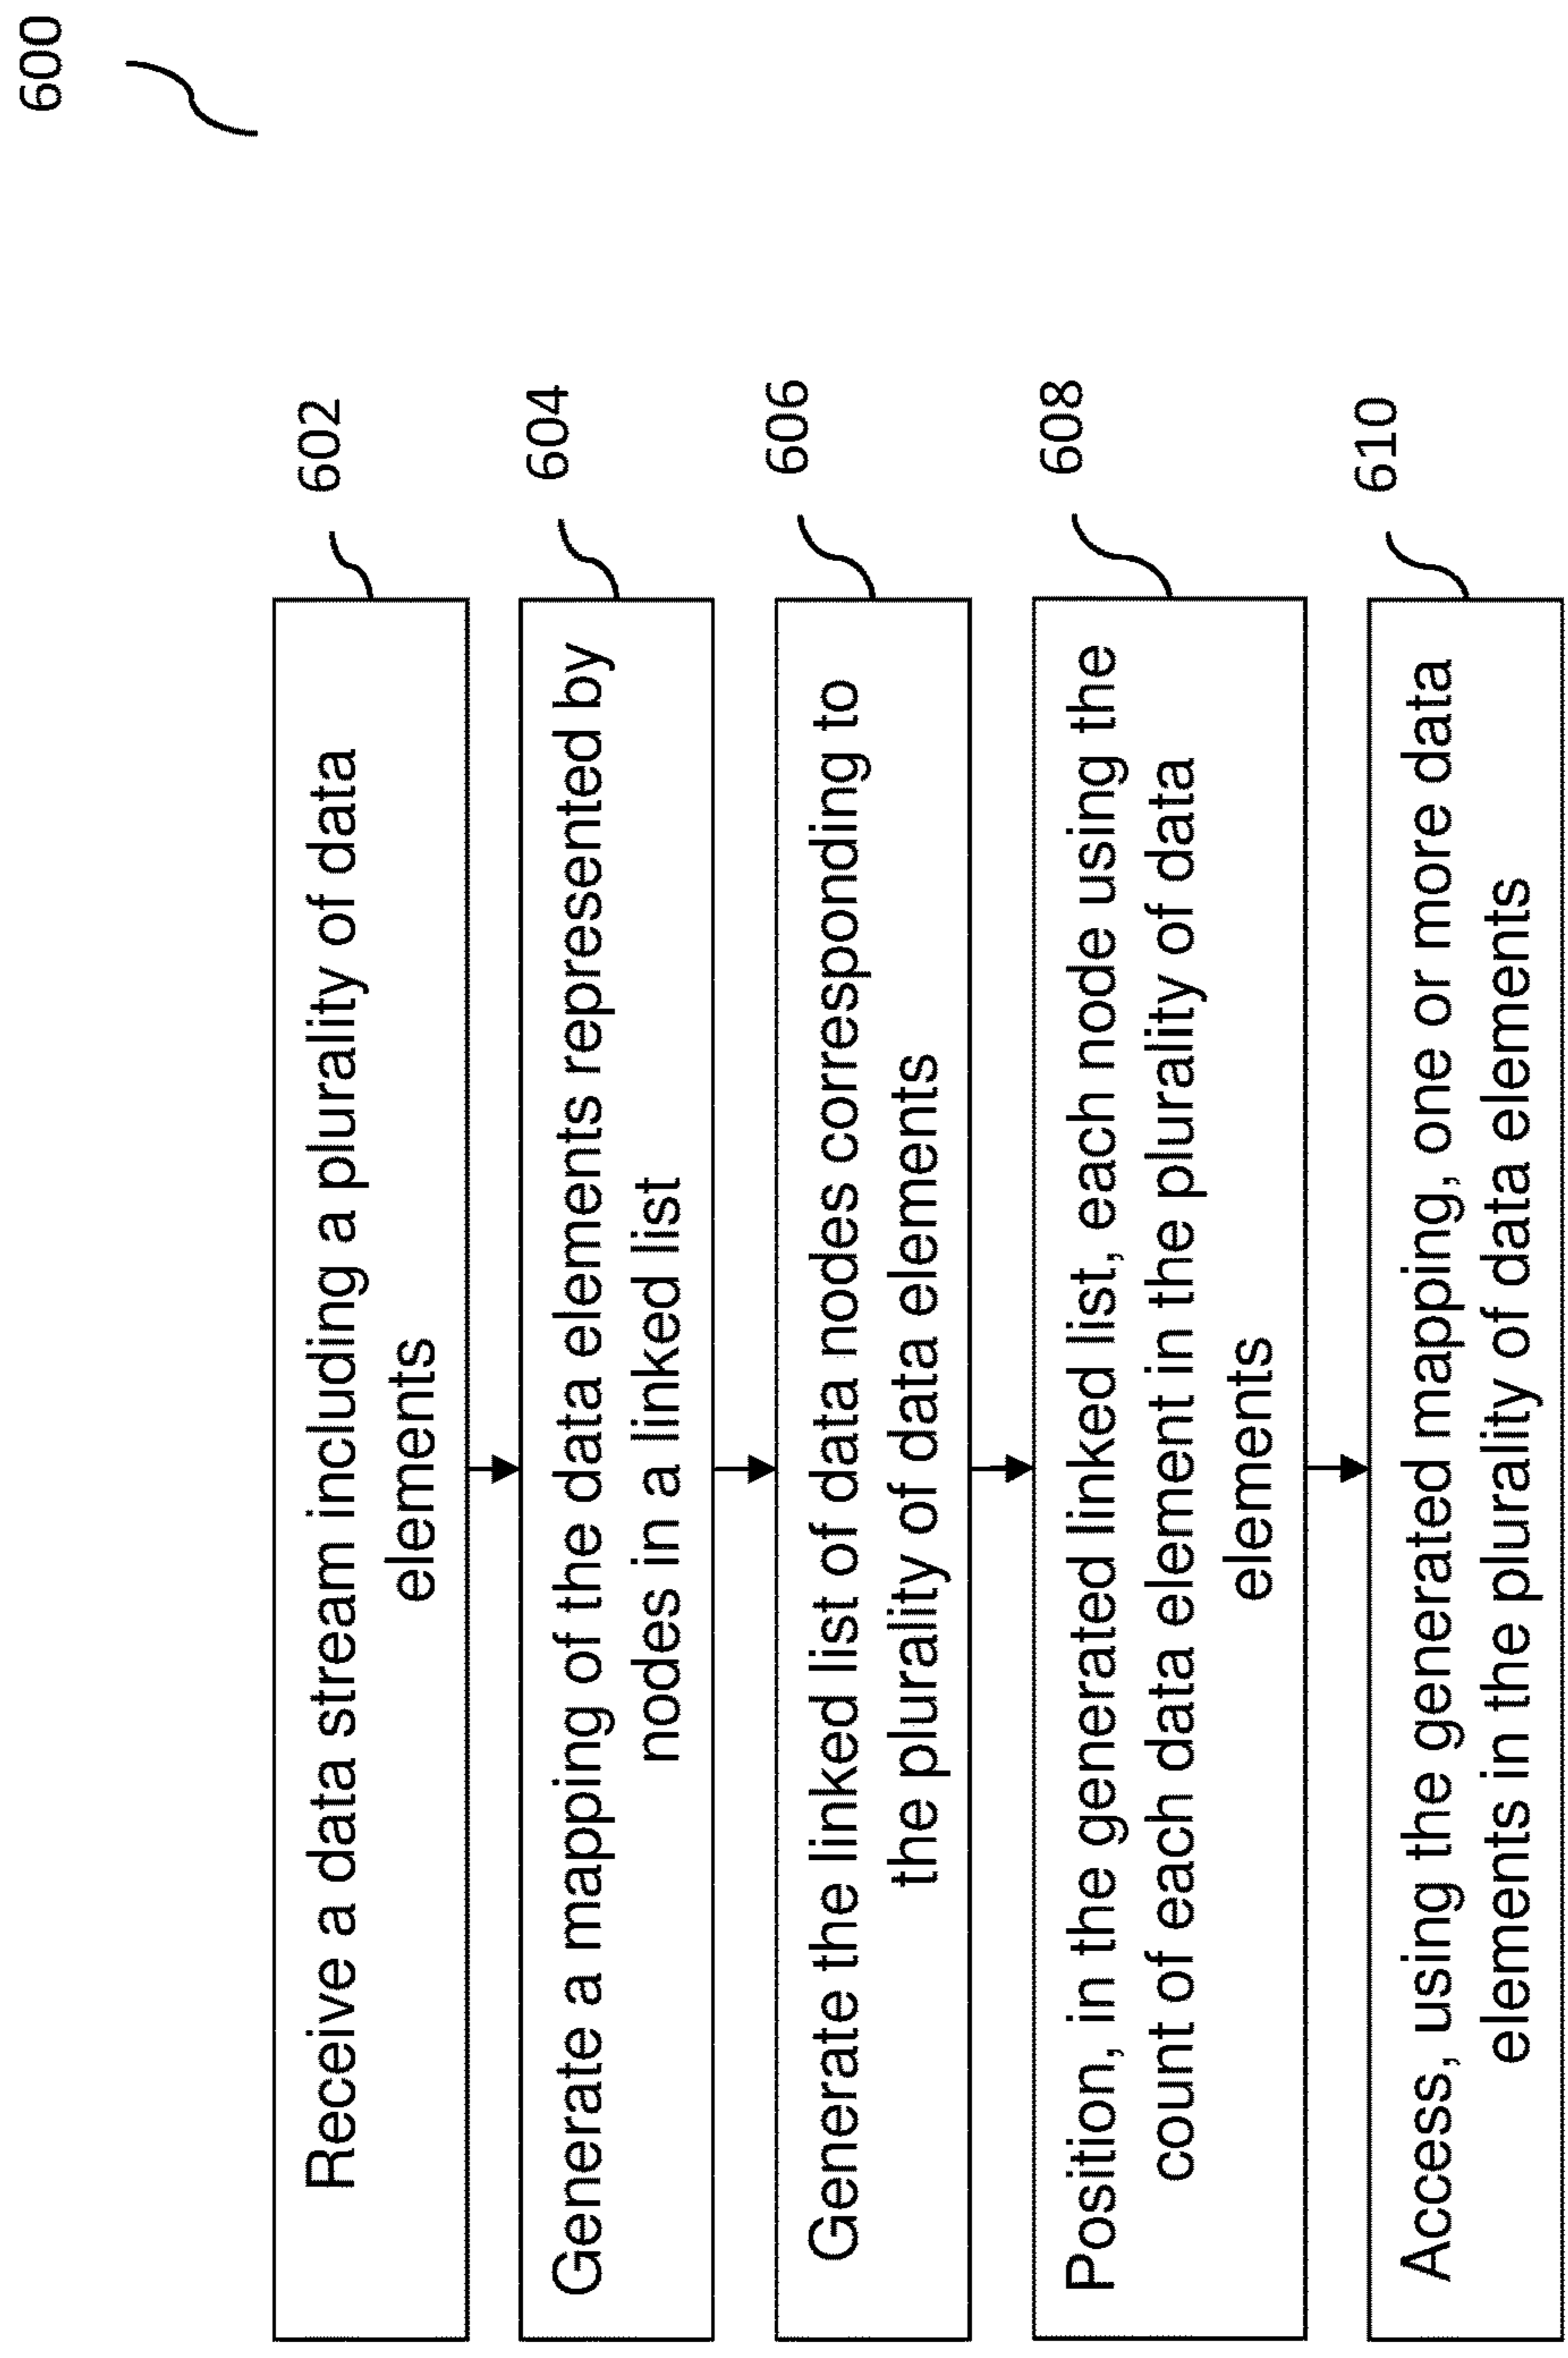 600
Receive a data stream including a plurality of data
elements
602
Generate a mapping of the data elements represented by
nodes in a linked list
604
Generate the linked list of data nodes corresponding to
the plurality of data elements
606
Position, in the generated linked list, each node using the
count of each data element in the plurality of data
elements
608
Access, using the generated mapping, one or more data
elements in the plurality of data elements
610